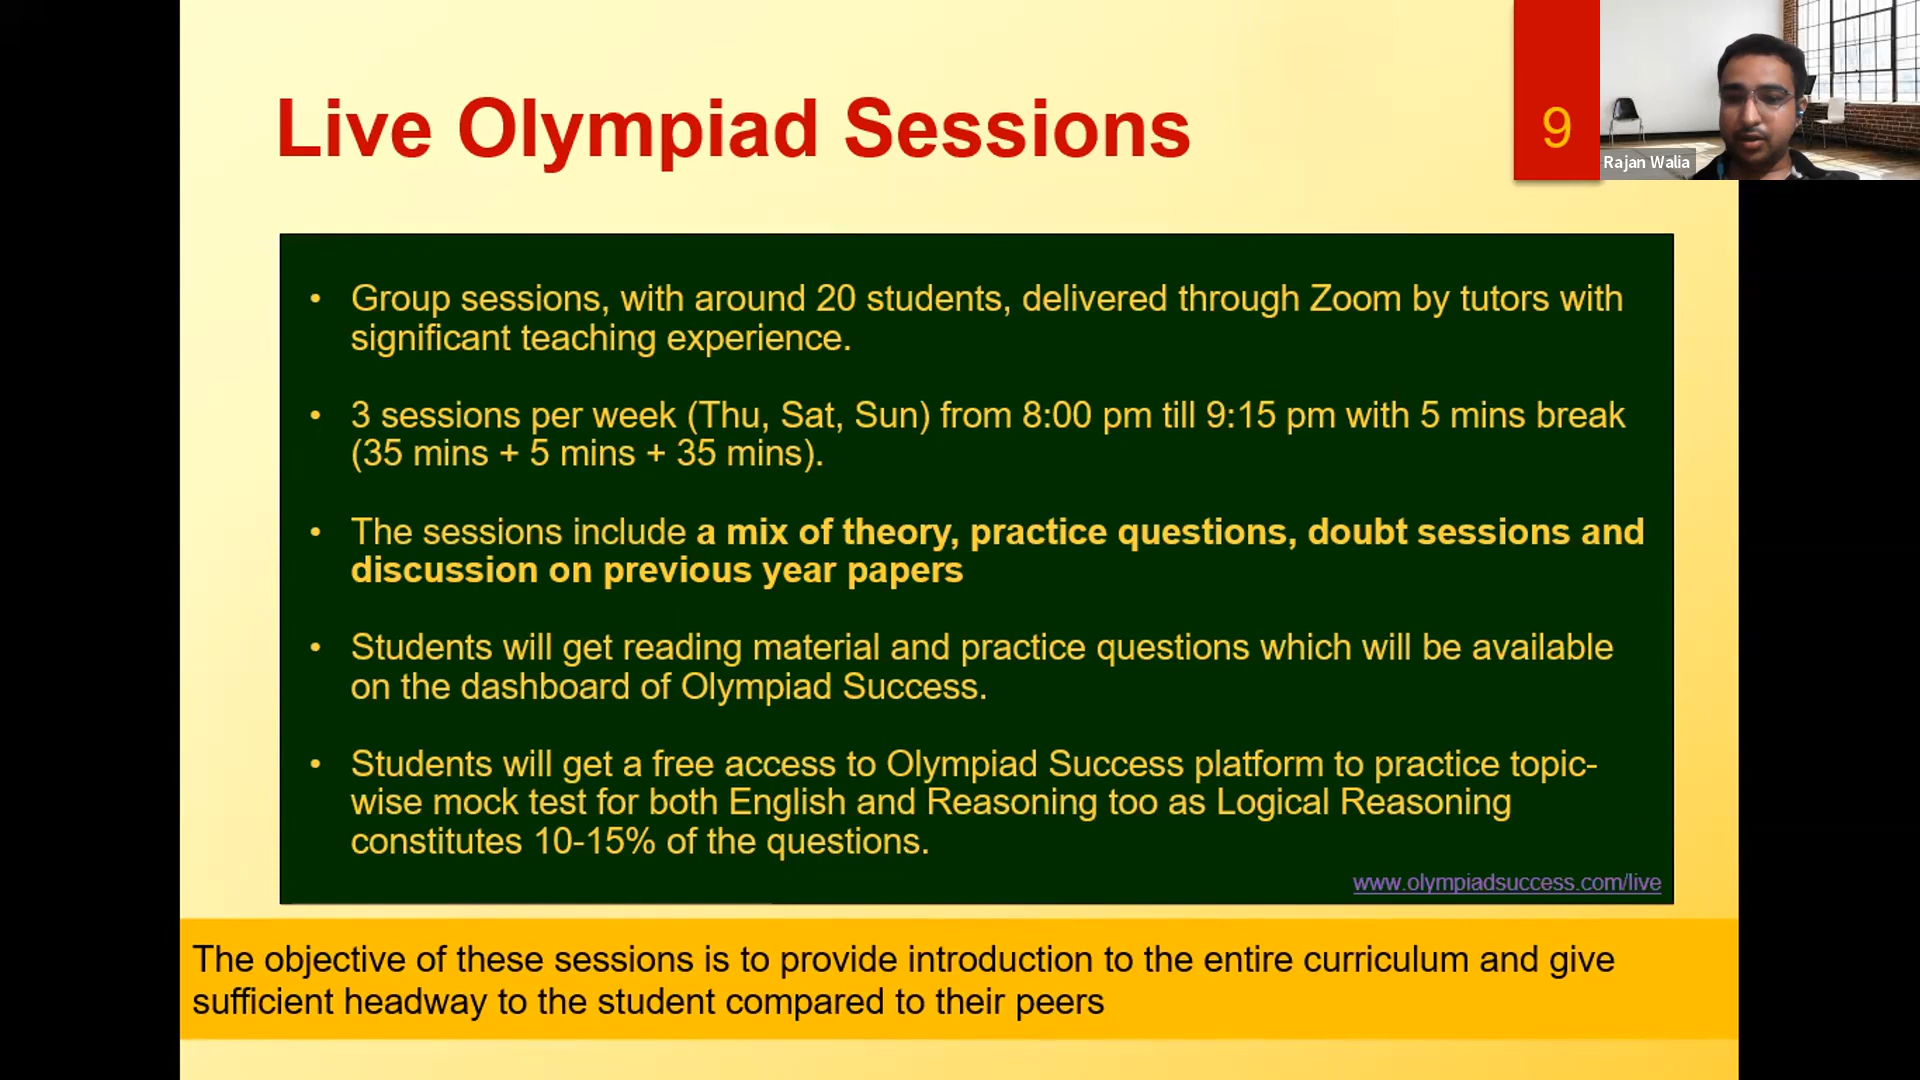 Live Olympiad Sessions
9
Rajan Walia
• Group sessions, with around 20 students, delivered through Zoom by tutors with
significant teaching experience.
• 3 sessions per week (Thu, Sat, Sun) from 8:00 pm till 9:15 pm with 5 mins break
(35 mins + 5 mins + 35 mins).
• The sessions include a mix of theory, practice questions, doubt sessions and
discussion on previous year papers
• Students will get reading material and practice questions which will be available
on the dashboard of Olympiad Success.
• Students will get a free access to Olympiad Success platform to practice topic-
wise mock test for both English and Reasoning too as Logical Reasoning
constitutes 10-15% of the questions.
www.olympiadsuccess.com/live
The objective of these sessions is to provide introduction to the entire curriculum and give
sufficient headway to the student compared to their peers